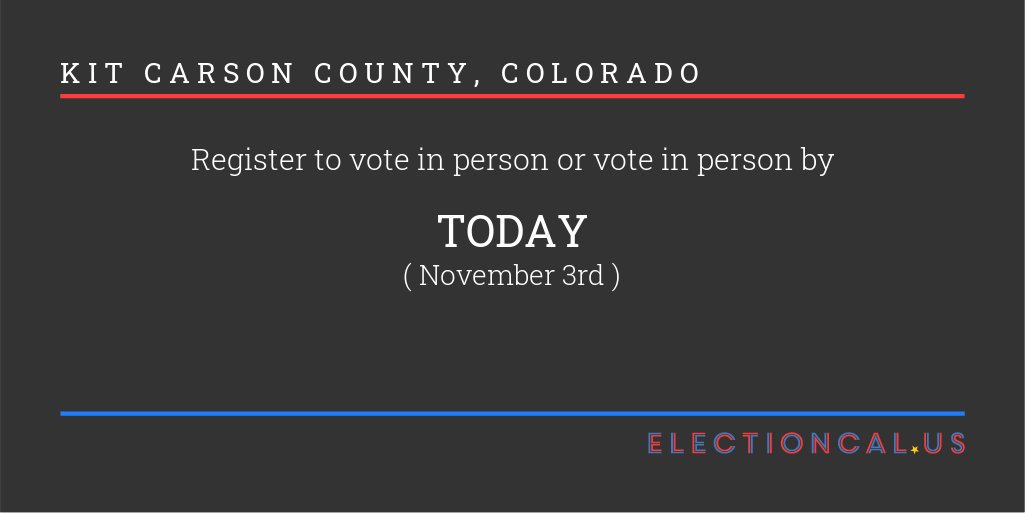 KIT CARSON COUNTY, COLORADO
Register to vote in person or vote in person by
TODAY
( November 3rd )
ELECTIONCAL.US